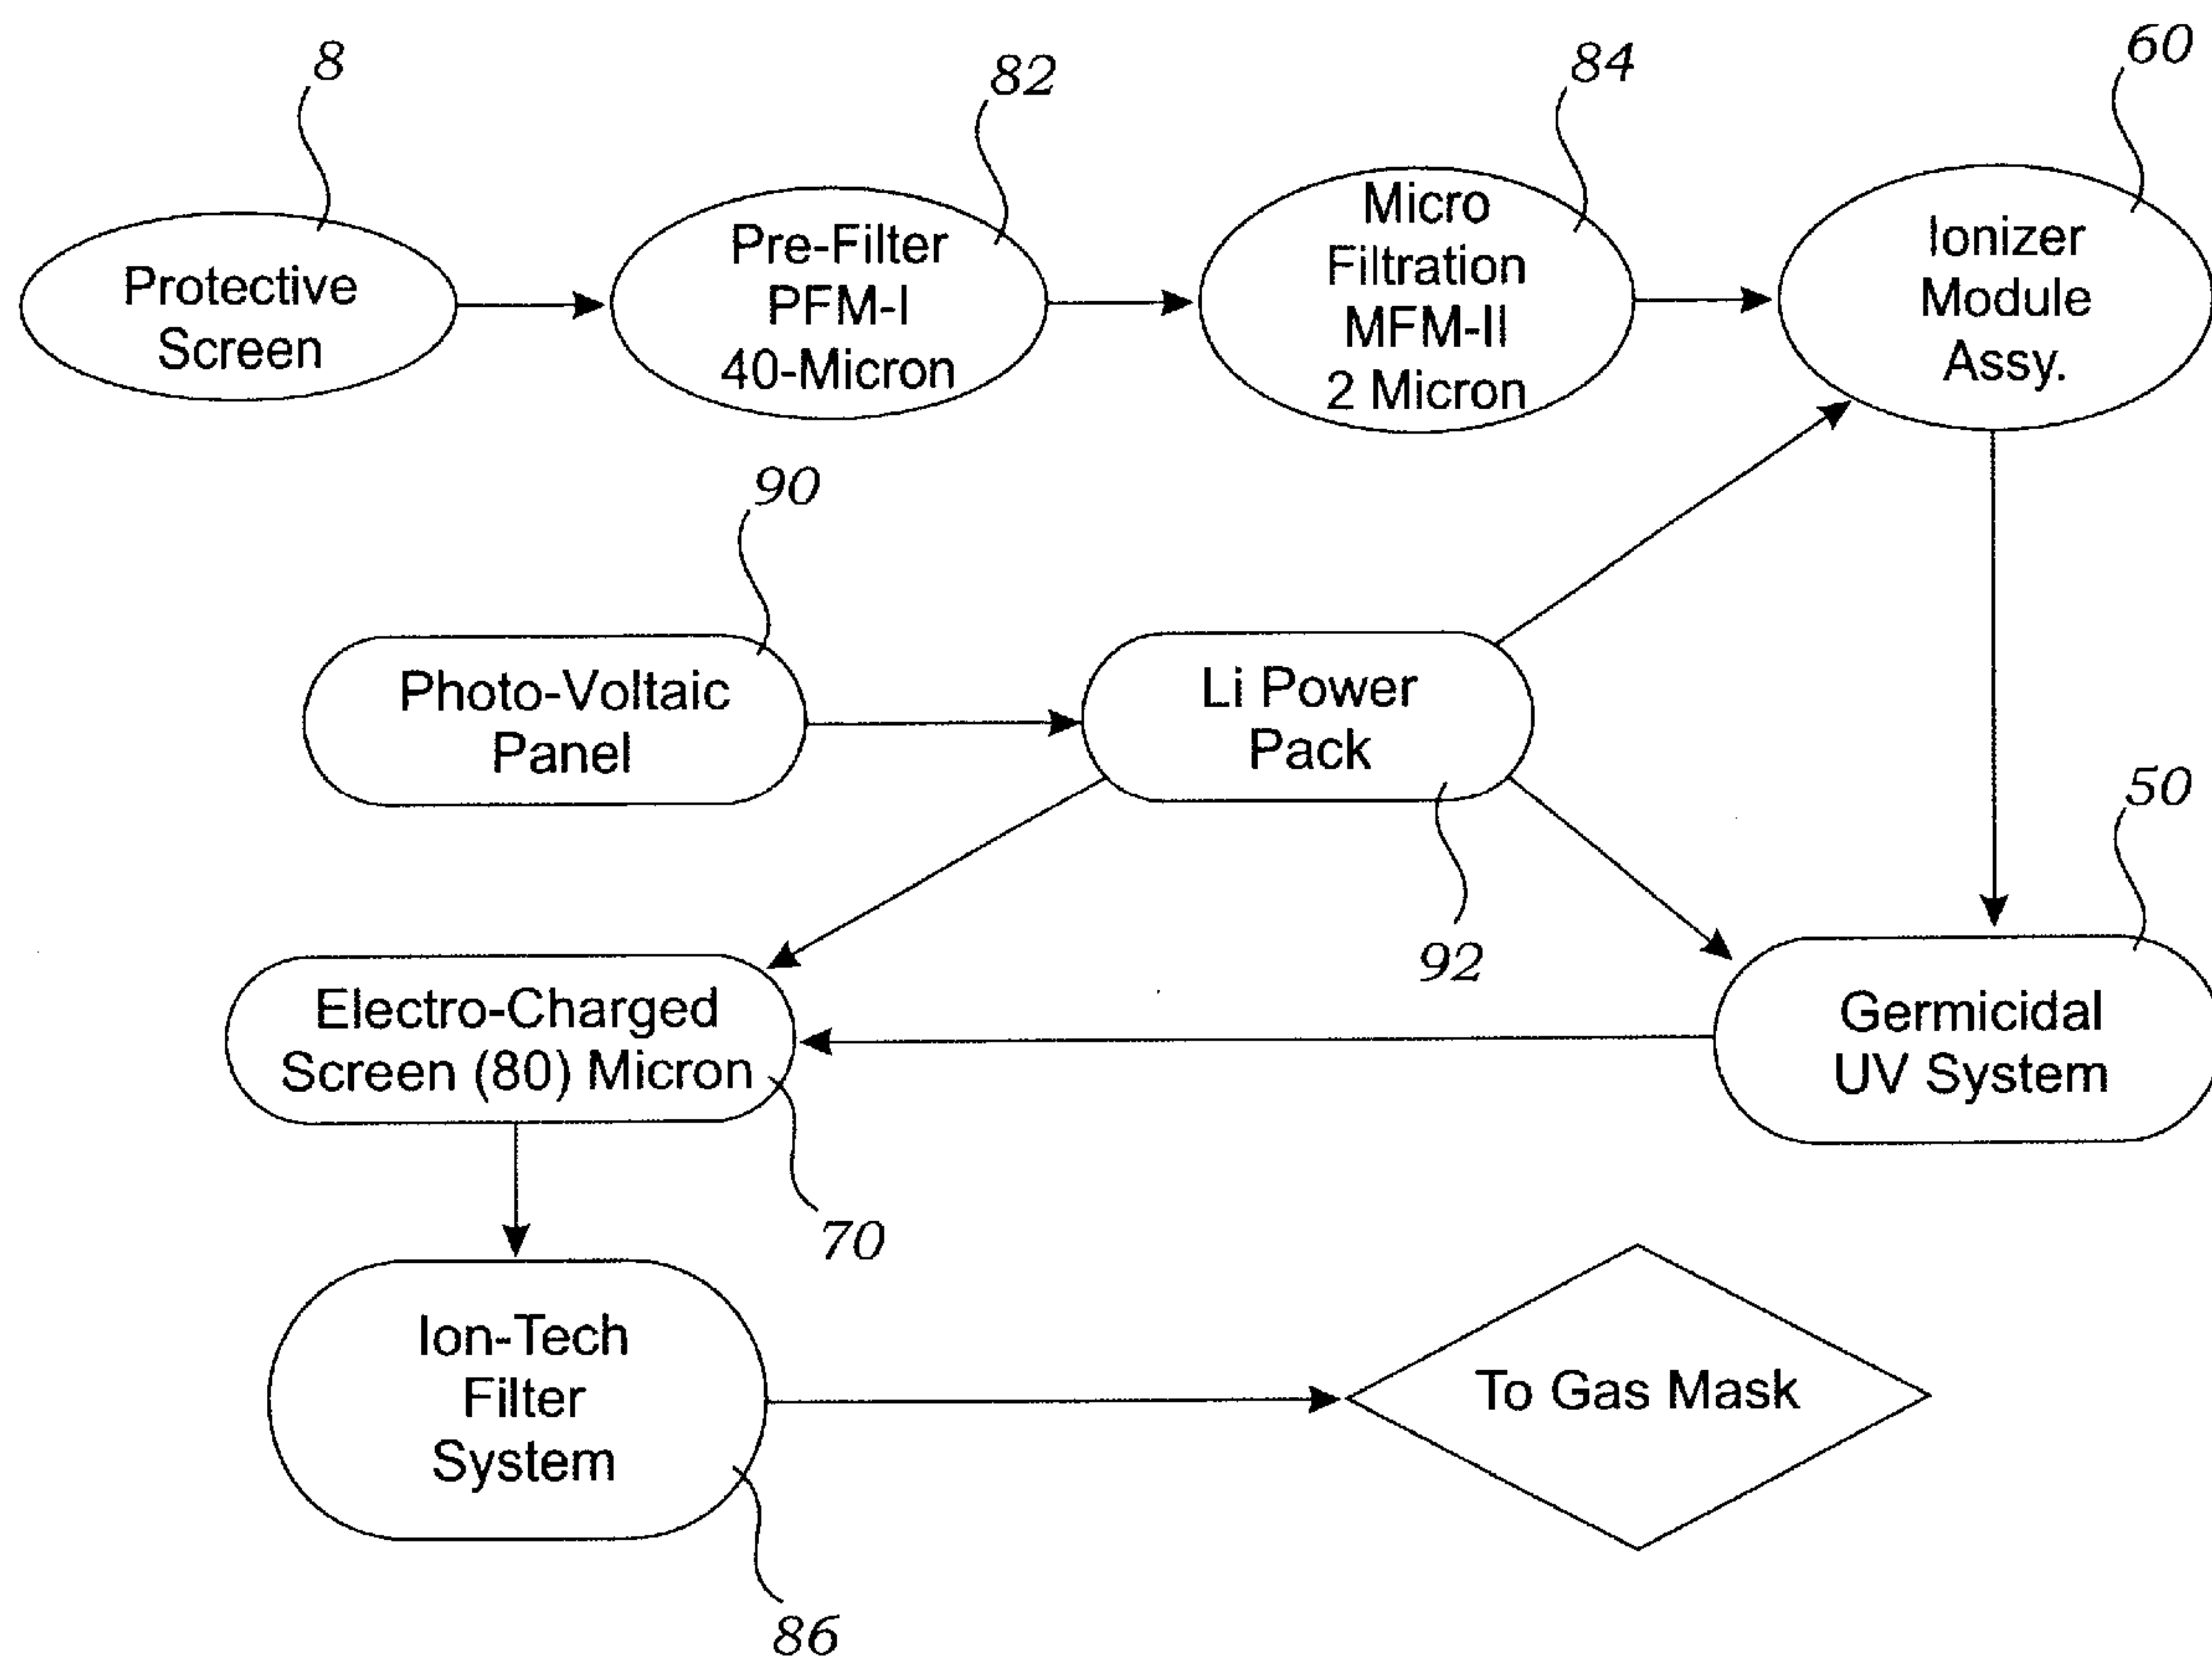 8
82
84
60
Protective
Screen
Pre-Filter
PFM-I
40-Micron
Micro
Filtration
MFM-II
2 Micron
Ionizer
Module
Assy.
90
Photo-Voltaic
Panel
Li Power
Pack
92
50
Electro-Charged
Screen (80) Micron
70
Germicidal
UV System
Ion-Tech
Filter
System
86
To Gas Mask